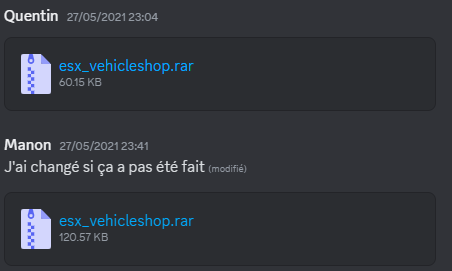 Quentin 27/05/2021 23:04
esx_vehicleshop.rar
60.15 KB
Manon 27/05/2021 23:41
J'ai changé si ça a pas été fait (modifié)
esx_vehicleshop.rar
120.57 KB